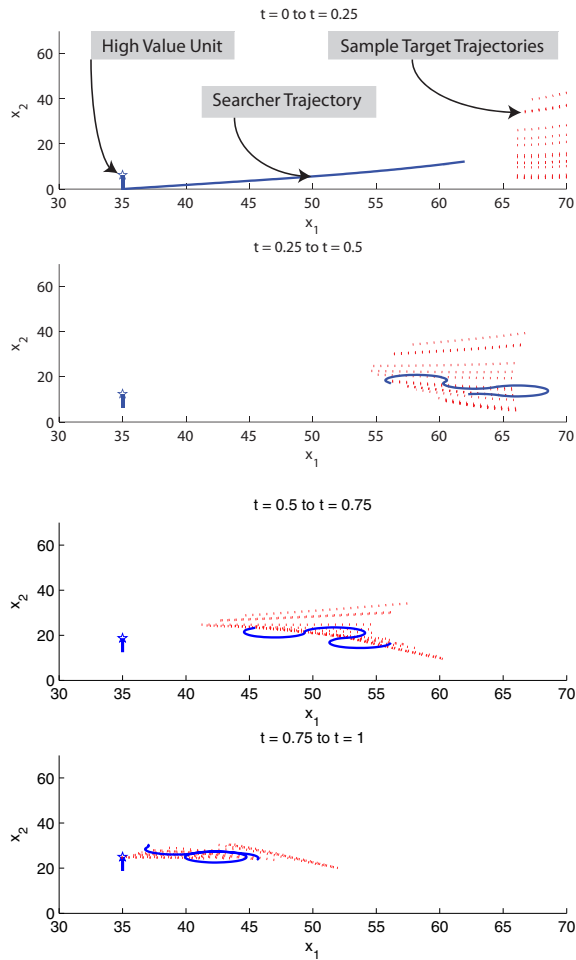 t=0 to t = 0.25
High Value Unit
Sample Target Trajectories
Searcher Trajectory
x2
60
40
20
0
30 35 40 45 50 55 60 65 70
x1
t = 0.25 to t = 0.5
x2
60
40
20
0
30 35 40 45 50 55 60 65 70
x1
t = 0.5 to t = 0.75
x2
60
40
20
0
30 35 40 45 50 55 60 65 70
x1
t = 0.75 to t = 1
x2
60
40
20
0
30 35 40 45 50 55 60 65 70
x1